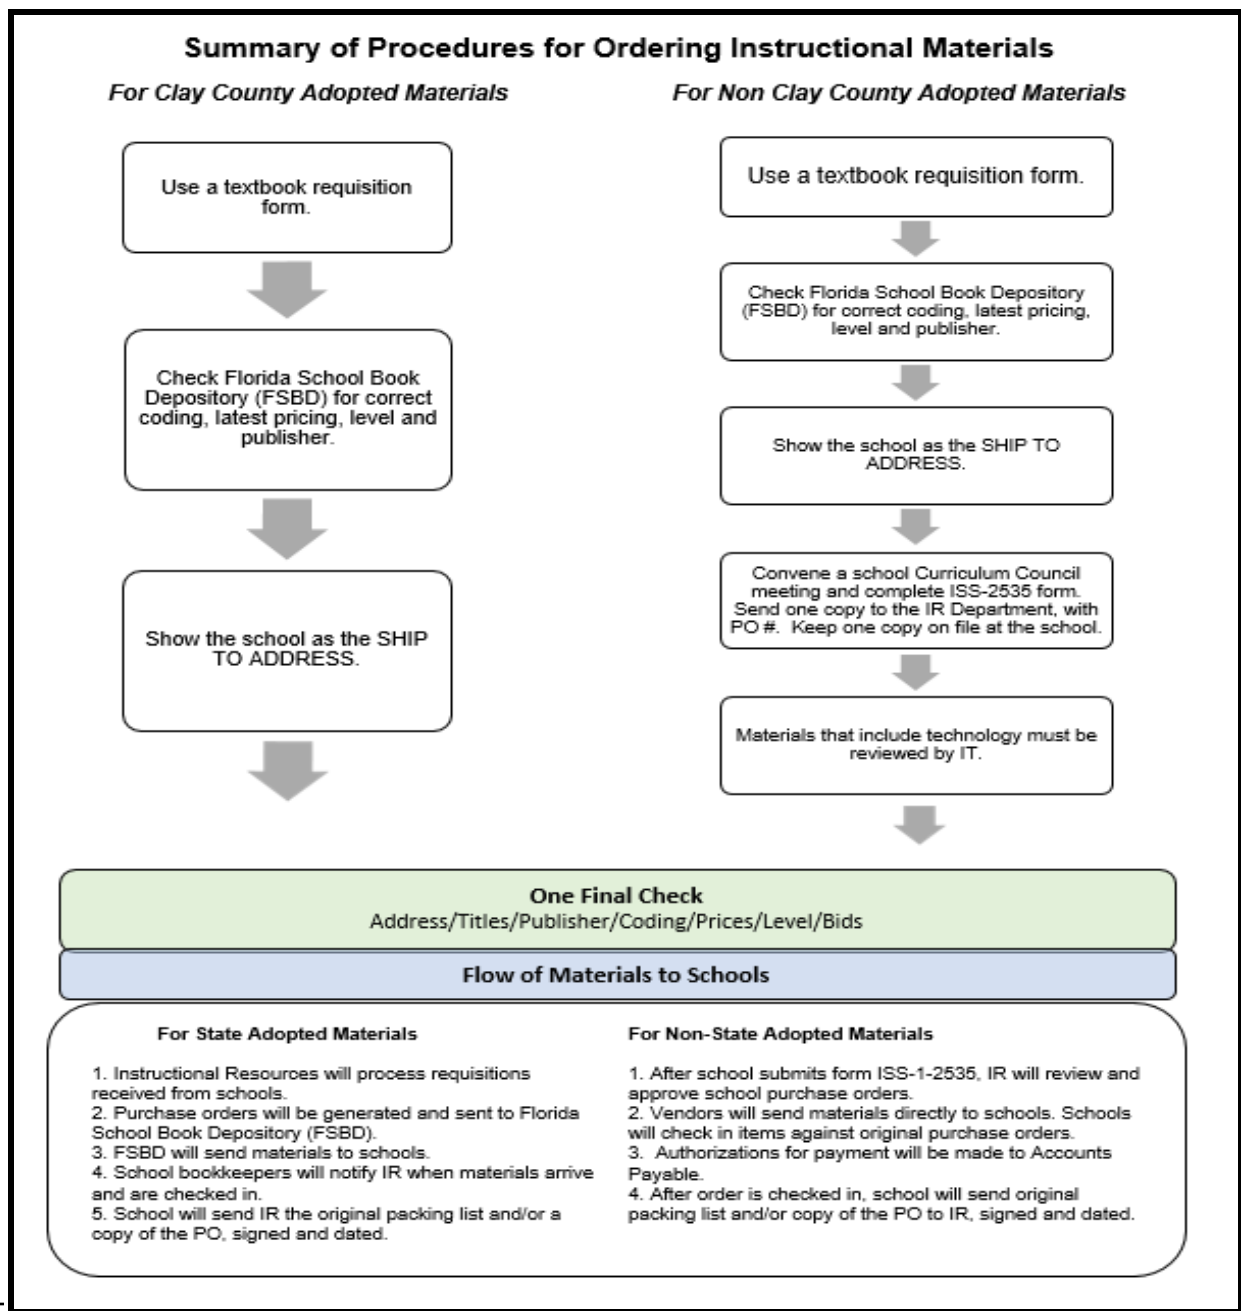 Summary of Procedures for Ordering Instructional Materials
For Clay County Adopted Materials
Use a textbook requisition
form.
Check Florida School Book
Depository (FSBD) for correct
coding, latest pricing, level and
publisher.
Show the school as the SHIP
TO ADDRESS.
For Non Clay County Adopted Materials
Use a textbook requisition form.
Check Florida School Book Depository
(FSBD) for correct coding, latest pricing,
level and publisher.
Show the school as the SHIP TO
ADDRESS.
Convene a school Curriculum Council
meeting and complete ISS-2535 form.
Send one copy to the IR Department, with
PO #.  Keep one copy on file at the school.
Materials that include technology must be
reviewed by IT.
One Final Check
Address/Titles/Publisher/Coding/Prices/Level/Bids
Flow of Materials to Schools
For State Adopted Materials
1. Instructional Resources will process requisitions
received from schools.
2. Purchase orders will be generated and sent to Florida
School Book Depository (FSBD).
3. FSBD will send materials to schools.
4. School bookkeepers will notify IR when materials arrive
and are checked in.
5. School will send IR the original packing list and/or a
copy of the PO, signed and dated.
For Non-State Adopted Materials
1. After school submits form ISS-1-2535, IR will review and
approve school purchase orders.
2. Vendors will send materials directly to schools. Schools
will check in items against original purchase orders.
3.  Authorizations for payment will be made to Accounts
Payable.
4. After order is checked in, school will send original
packing list and/or copy of the PO to IR, signed and dated.